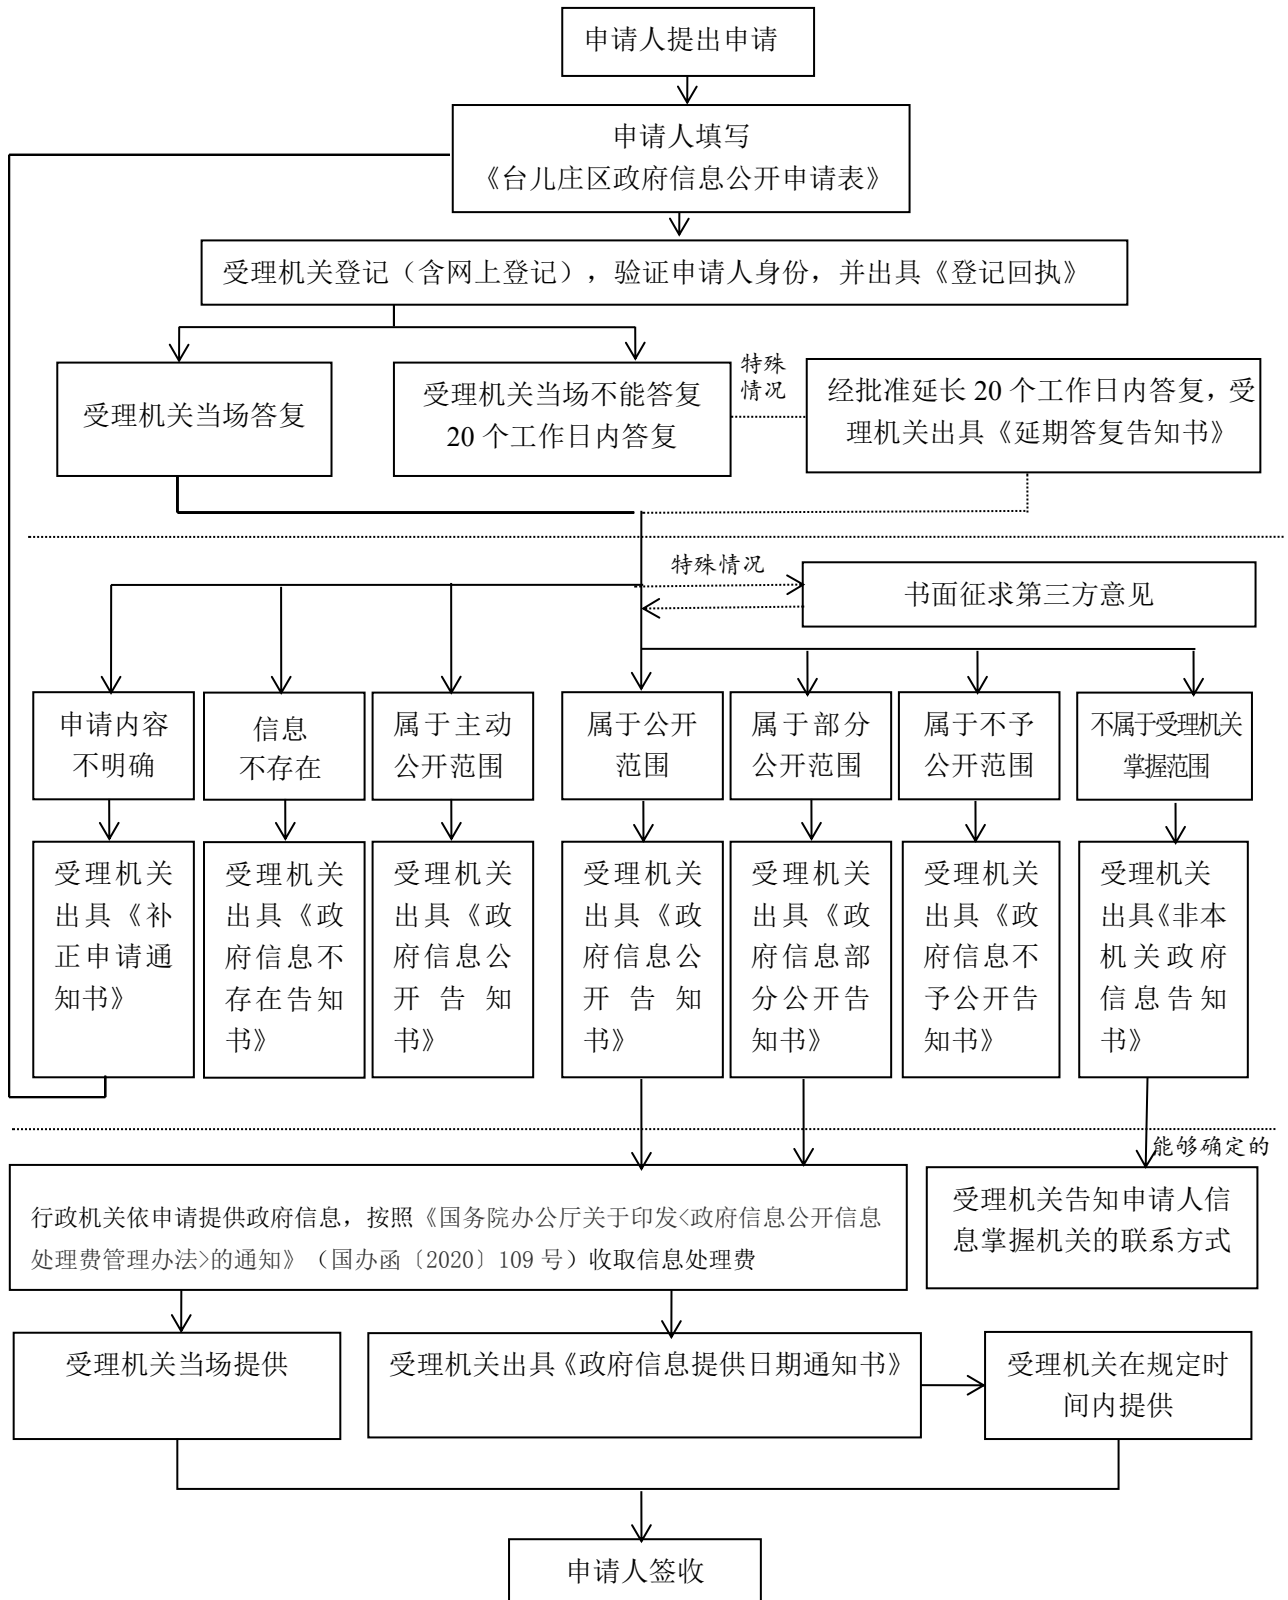 申请人提出申请
申请人填写
《台儿庄区政府信息公开申请表》
受理机关登记（含网上登记），验证申请人身份，并出具《登记回执》
受理机关当场答复
受理机关当场不能答复
20 个工作日内答复
特殊
情况
经批准延长 20 个工作日内答复，受
理机关出具《延期答复告知书》
特殊情况
书面征求第三方意见
申请内容
不明确
信息
不存在
属于主动
公开范围
属于公开
范围
属于部分
公开范围
属于不予
公开范围
不属于受理机关
掌握范围
受理机关
出具《补
正申请通
知书》
受理机关
出具《政
府信息不
存在告知
书》
受理机关
出具《政
府信息公
开告知
书》
受理机关
出具《政
府信息公
开告知
书》
受理机关
出具《政
府信息部
分公开告
知书》
受理机关
出具《政
府信息不
予公开告
知书》
受理机关
出具《非本
机关政府
信息告知
书》
能够确定的
行政机关依申请提供政府信息，按照《国务院办公厅关于印发<政府信息公开信息
处理费管理办法>的通知》（国办函〔2020〕109 号）收取信息处理费
受理机关告知申请人信
息掌握机关的联系方式
受理机关当场提供
受理机关出具《政府信息提供日期通知书》
受理机关在规定时
间内提供
申请人签收